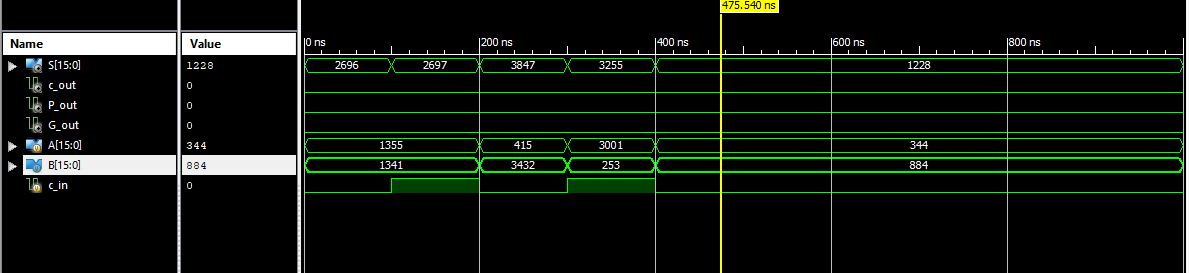 475.540 ns
Name Value 0 ns 200 ns 400 ns 600 ns 800 ns
S[15:0] 1228 2696 2697 3847 3255 1228
c_out 0
P_out 0
G_out 0
A[15:0] 344 1355 415 3001 344
B[15:0] 884 1341 3432 253 884
c_in 0